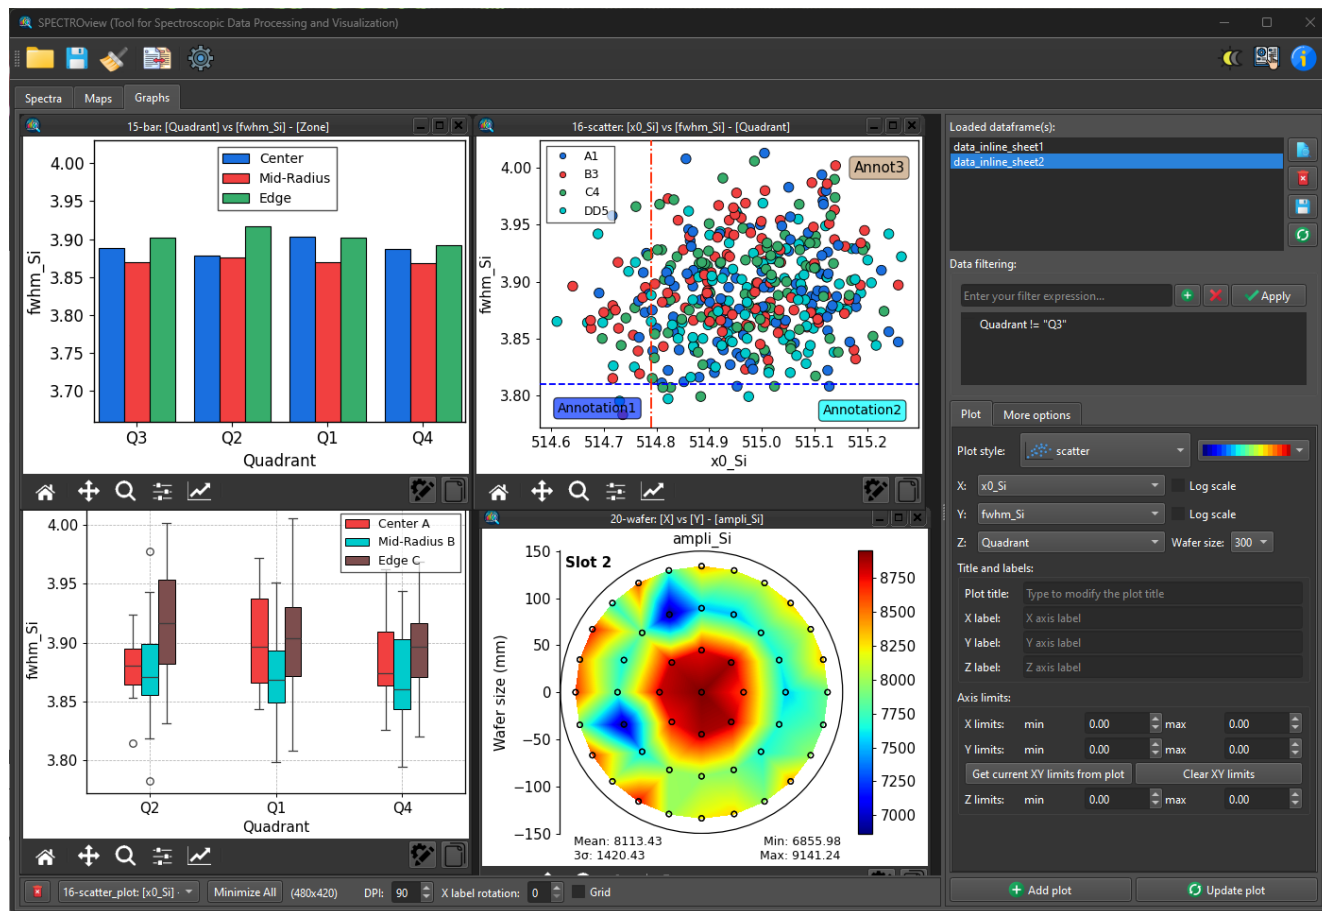 SPECTROview (Tool for Spectroscopic Data Processing and Visualization)
Spectra
Maps
Graphs
15-bar: [Quadrant] vs [fwhm_Si] - [Zone]
4.00
3.95
3.90
3.85
3.80
3.75
3.70
fwhm_Si
Center
Mid-Radius
Edge
Q3
Q2
Q1
Q4
Quadrant
16-scatter: [x0_Si] vs [fwhm_Si] - [Quadrant]
4.00
3.95
3.90
3.85
3.80
fwhm_Si
A1
B3
C4
DD5
Annot3
Annotation1
Annotation2
514.6
514.7
514.8
514.9
515.0
515.1
515.2
x0_Si
4.00
3.95
3.90
3.85
3.80
fwhm_Si
Center A
Mid-Radius B
Edge C
Q2
Q1
Q4
Quadrant
20-wafer: [X] vs [Y] - [ampli_Si]
ampli_Si
Slot 2
150
100
50
0
−50
−100
−150
Wafer size (mm)
8750
8500
8250
8000
7750
7500
7250
7000
Mean: 8113.43
3σ: 1420.43
Min: 6855.98
Max: 9141.24
Loaded dataframe(s):
data_inline_sheet1
data_inline_sheet2
Data filtering:
Enter your filter expression...
Apply
Quadrant != "Q3"
Plot
More options
Plot style:
scatter
X:
x0_Si
Log scale
Y:
fwhm_Si
Log scale
Z:
Quadrant
Wafer size:
300
Title and labels:
Plot title:
Type to modify the plot title
X label:
X axis label
Y label:
Y axis label
Z label:
Z axis label
Axis limits:
X limits:
min
0.00
max
0.00
Y limits:
min
0.00
max
0.00
Get current XY limits from plot
Clear XY limits
Z limits:
min
0.00
max
0.00
Add plot
Update plot
16-scatter_plot: [x0_Si] -
Minimize All
(480x420)
DPI:
90
X label rotation:
0
Grid